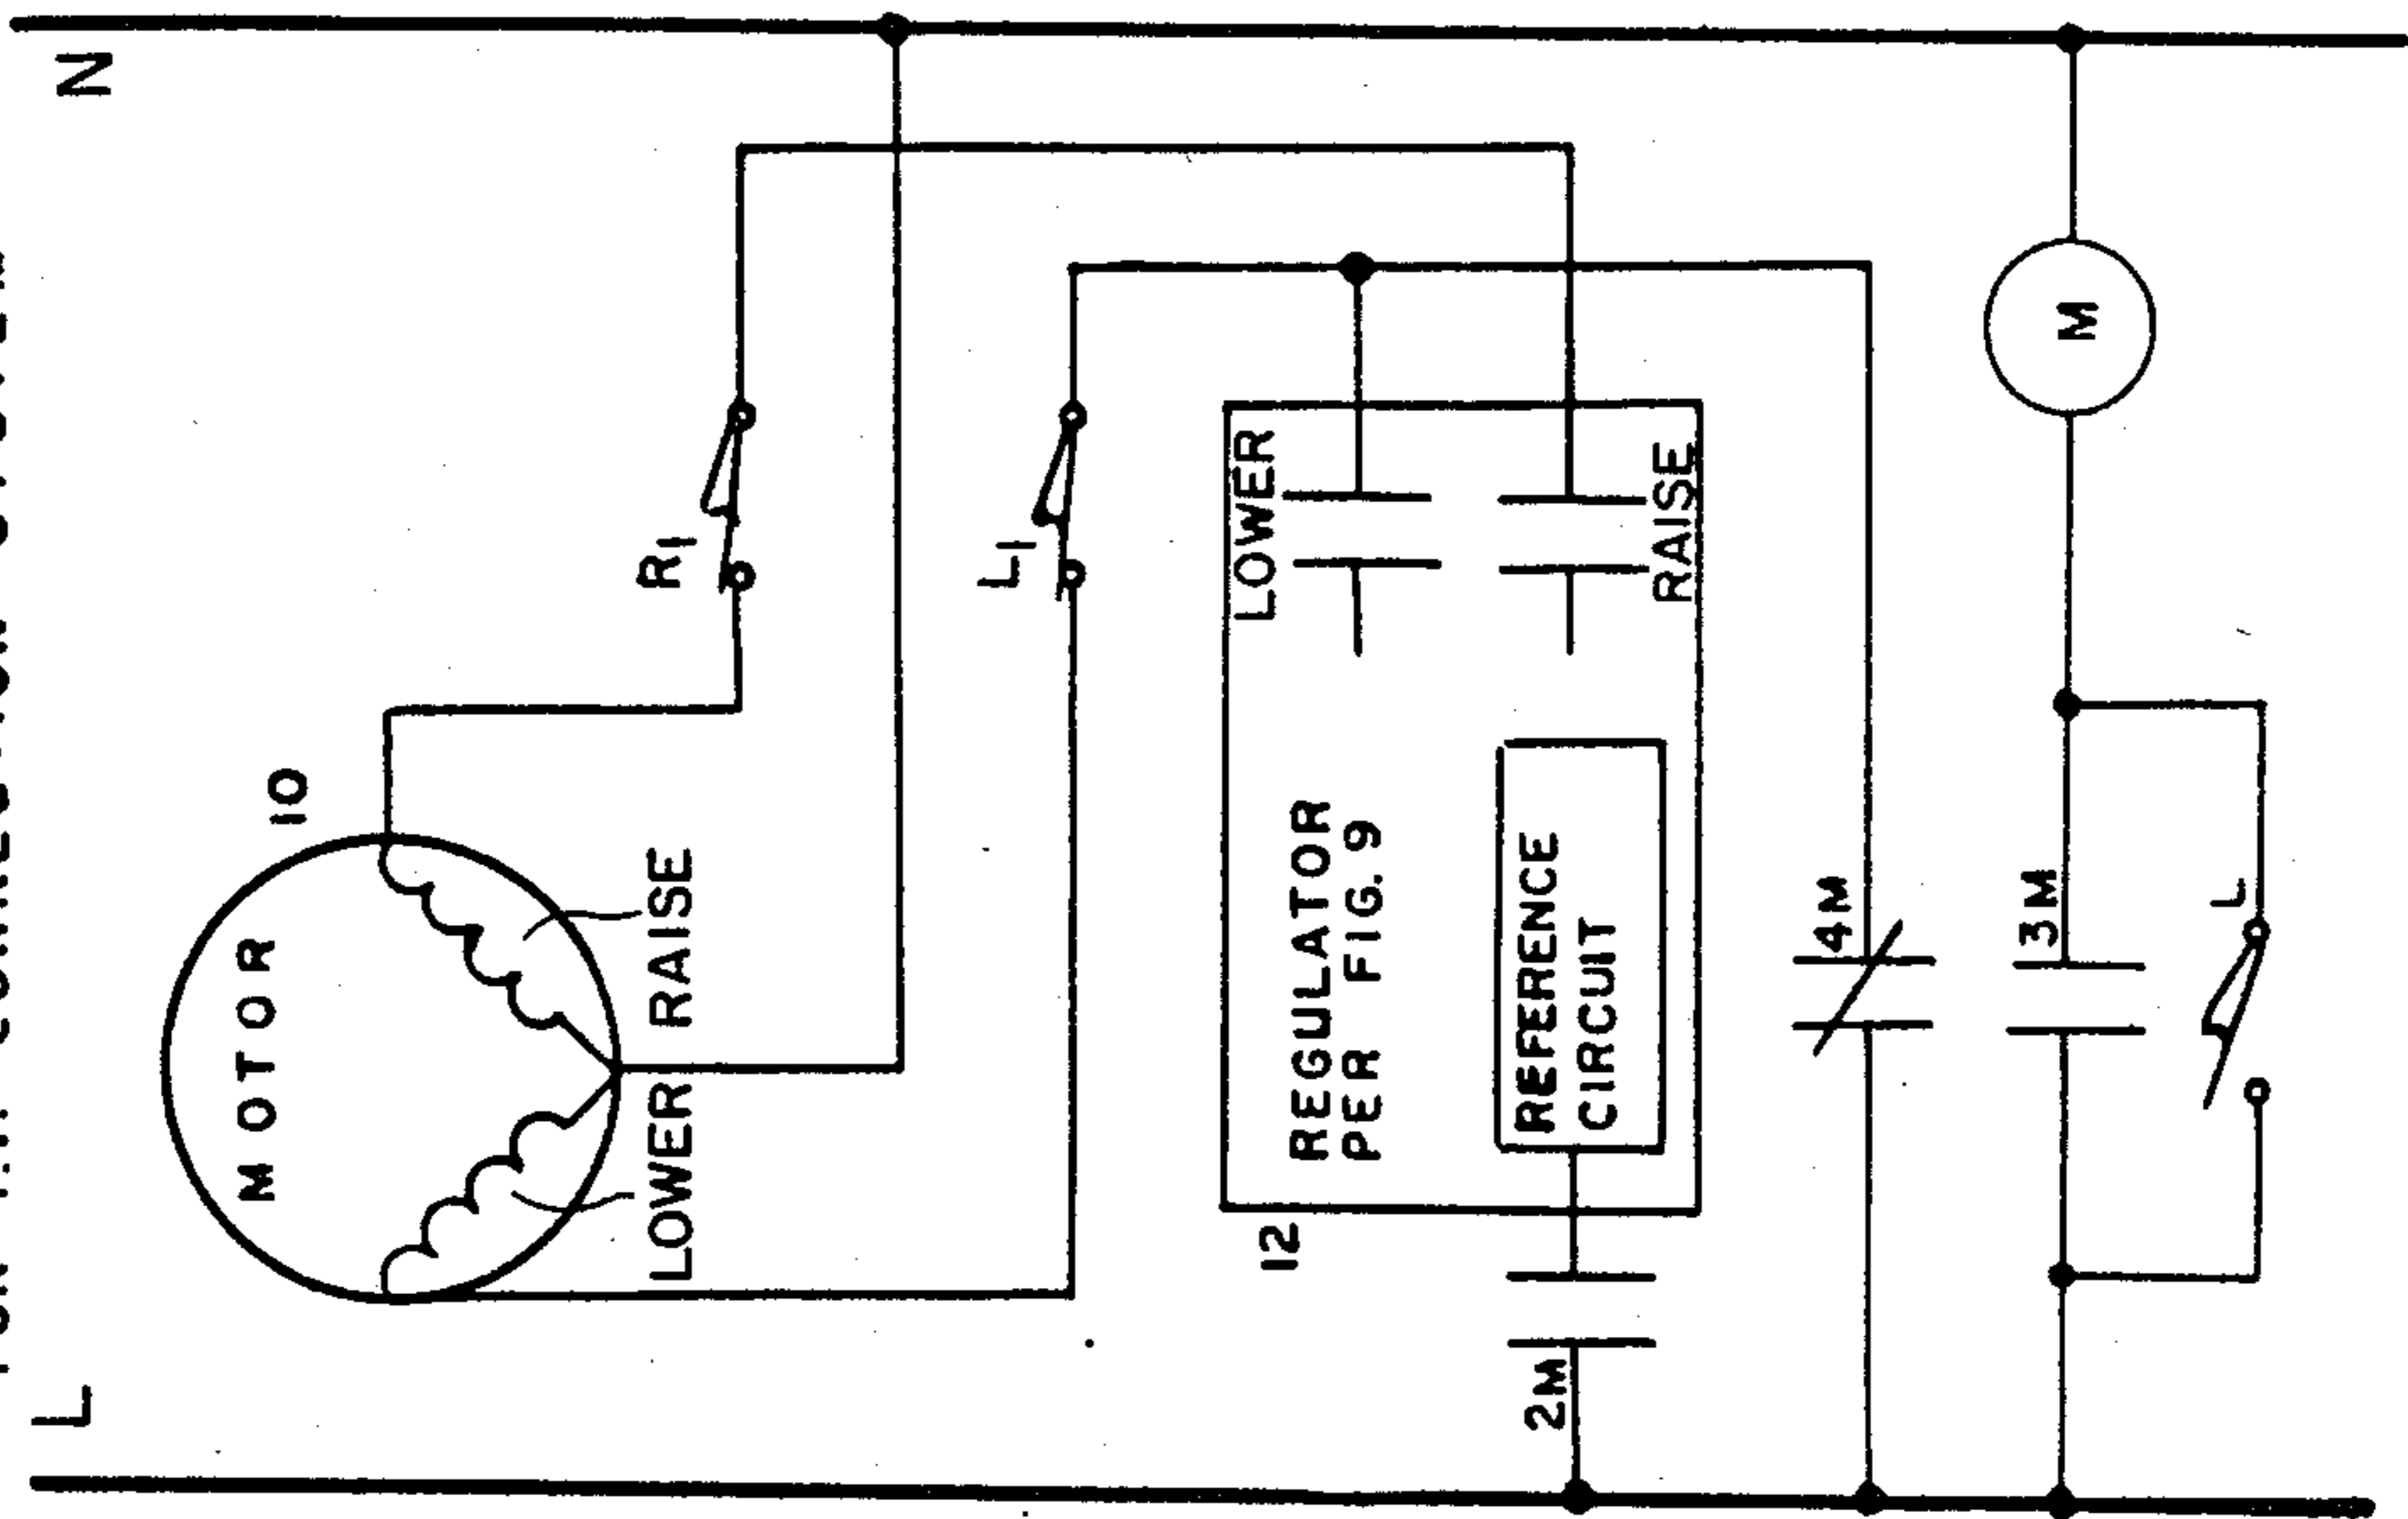 L
N
MOTOR
10
LOWER RAISE
R1
L1
12
REGULATOR
PER FIG. 9
LOWER
REFERENCE
CIRCUIT
RAISE
2M
4M
3M
M
L